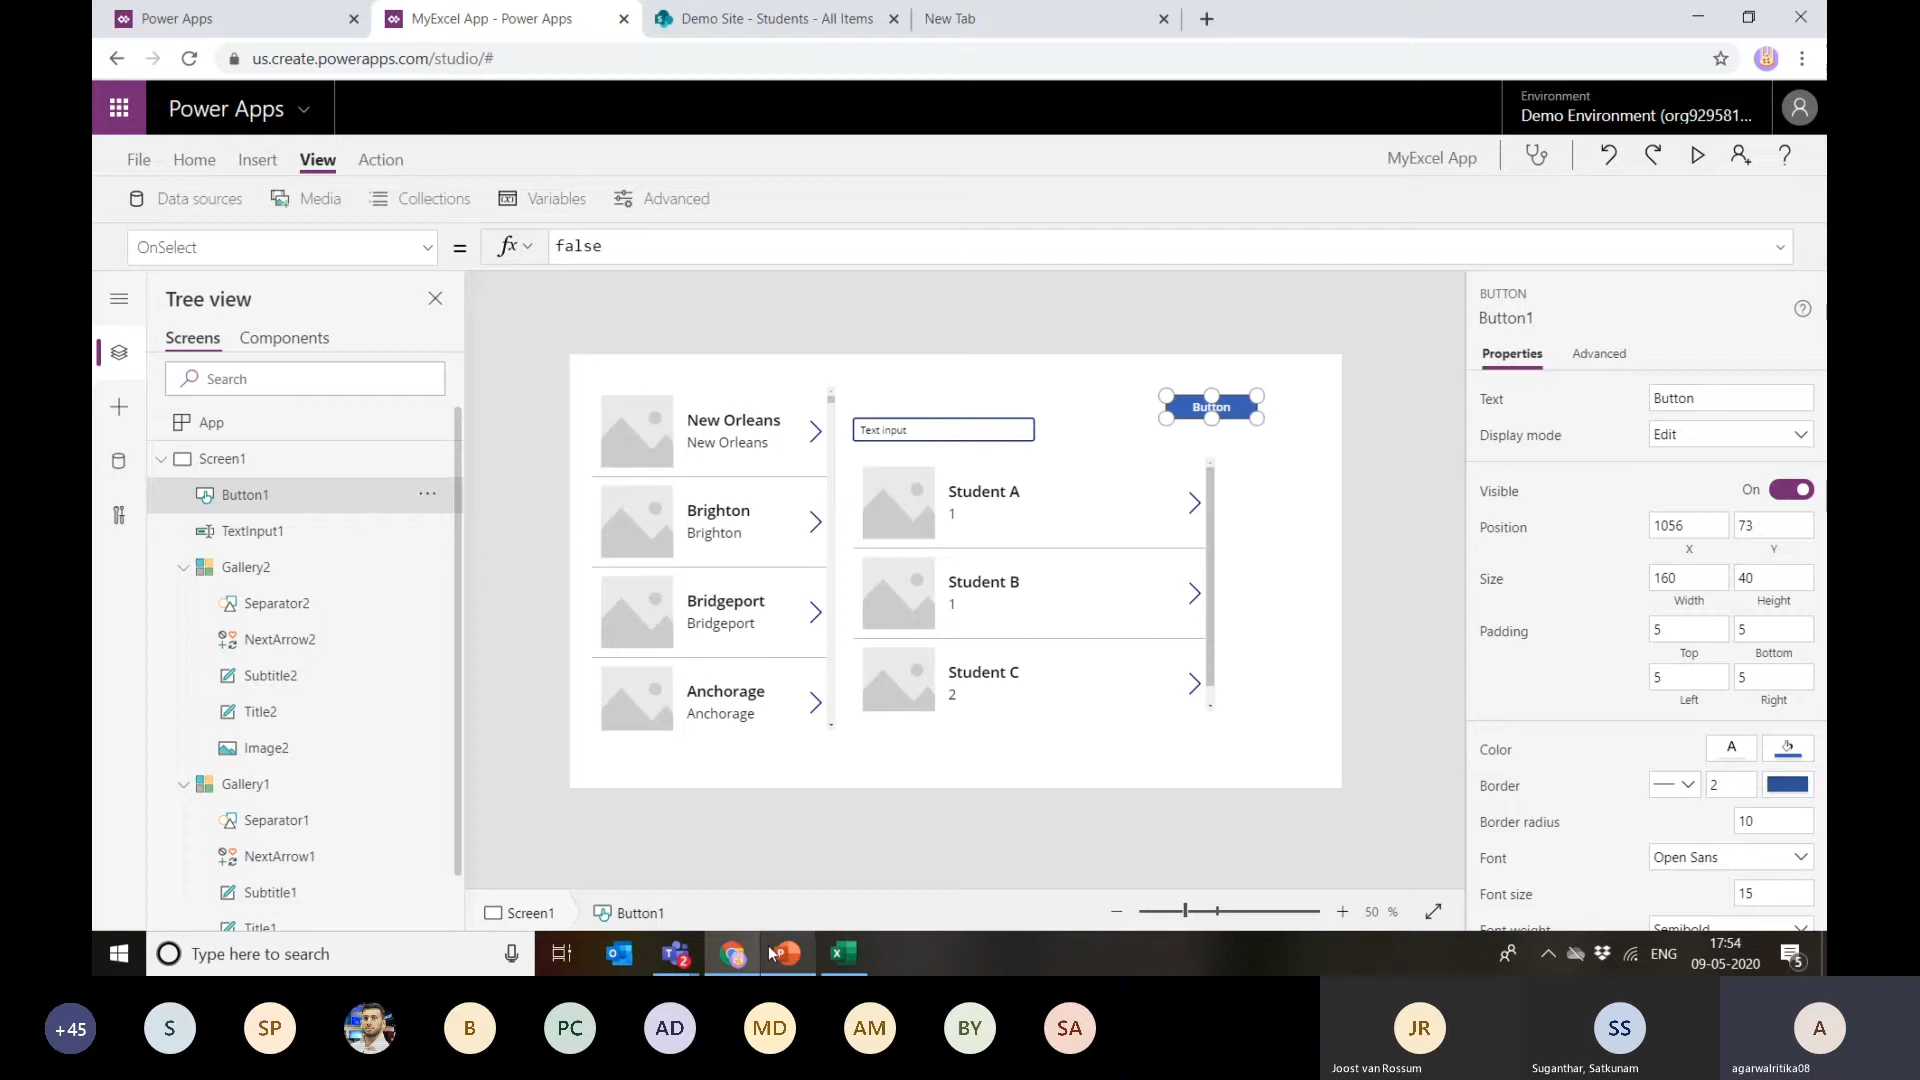 Power Apps
MyExcel App - Power Apps
Demo Site - Students - All Items
New Tab
us.create.powerapps.com/studio/#
Power Apps
Environment
Demo Environment (org929581...
File Home Insert View Action
MyExcel App
Data sources Media Collections Variables Advanced
OnSelect = fx false
Tree view
Screens Components
Search
App
Screen1
Button1
TextInput1
Gallery2
Separator2
NextArrow2
Subtitle2
Title2
Image2
Gallery1
Separator1
NextArrow1
Subtitle1
Title1
New Orleans
New Orleans
Brighton
Brighton
Bridgeport
Bridgeport
Anchorage
Anchorage
Text input
Button
Student A
1
Student B
1
Student C
2
Screen1 Button1
50 %
BUTTON
Button1
Properties Advanced
Text Button
Display mode Edit
Visible On
Position 1056 73
X Y
Size 160 40
Width Height
Padding 5 5
Top Bottom
5 5
Left Right
Color A
Border 2
Border radius 10
Font Open Sans
Font size 15
Font weight Semibold
Type here to search
2
ENG
17:54
09-05-2020
5
+45 S SP B PC AD MD AM BY SA JR SS A
Joost van Rossum
Suganthar, Satkunam
agarwalritika08